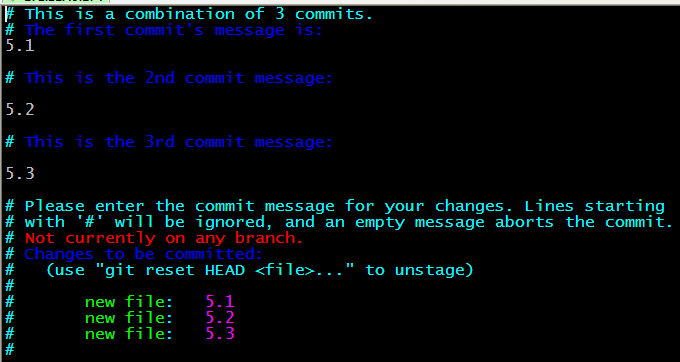 # This is a combination of 3 commits.
# The first commit's message is:
5.1
# This is the 2nd commit message:
5.2
# This is the 3rd commit message:
5.3
# Please enter the commit message for your changes. Lines starting
# with '#' will be ignored, and an empty message aborts the commit.
# Not currently on any branch.
# Changes to be committed:
#   (use "git reset HEAD <file>..." to unstage)
#
#       new file:   5.1
#       new file:   5.2
#       new file:   5.3
#